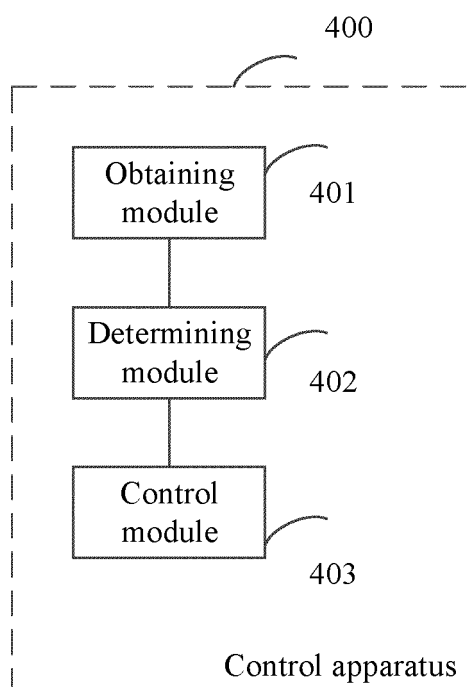 400
Obtaining
module
401
Determining
module
402
Control
module
403
Control apparatus